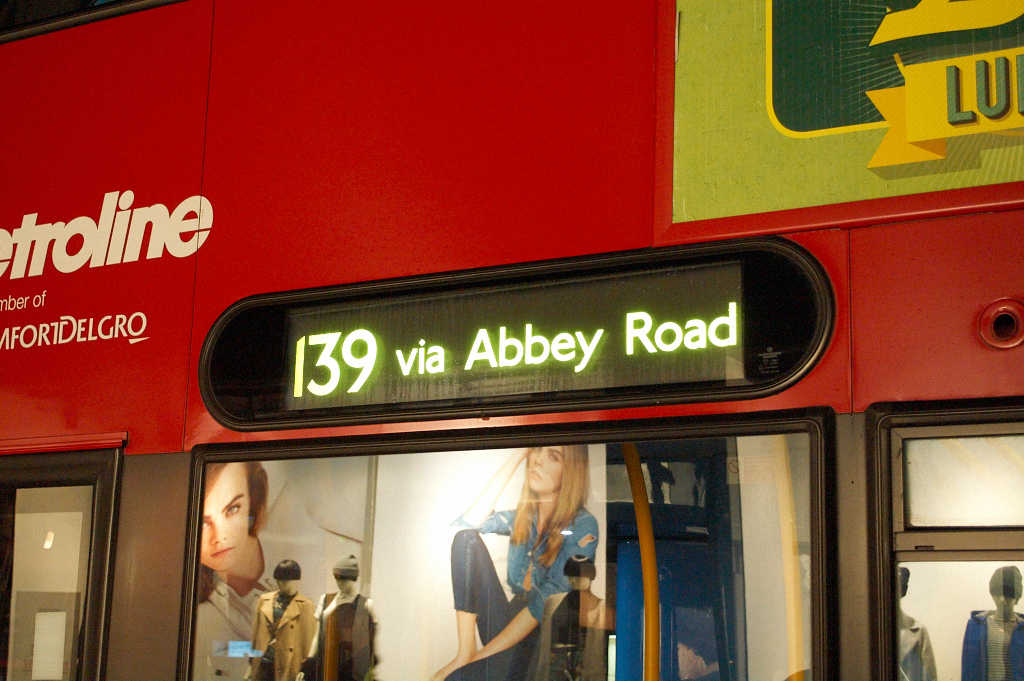 etroline
mber of
MFORTDELGRO
139 via Abbey Road
LU